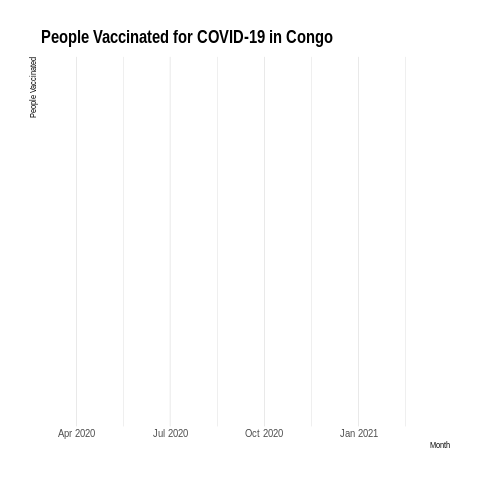 People Vaccinated for COVID-19 in Congo
People Vaccinated
Apr 2020
Jul 2020
Oct 2020
Jan 2021
Month